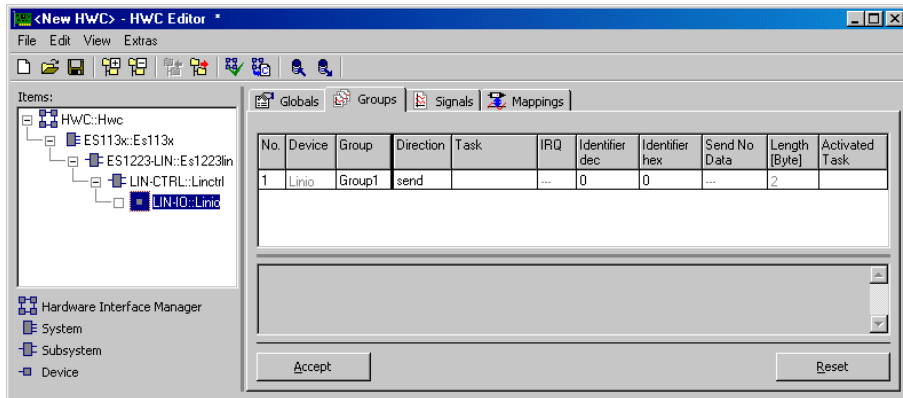 <New HWC> - HWC Editor *
File Edit View Extras
Items:
HWC::Hwc
ES113x::Es113x
ES1223-LIN::Es1223lin
LIN-CTRL::Linctrl
LIN-IO::Linio
Hardware Interface Manager
System
Subsystem
Device
Globals Groups Signals Mappings
No. Device Group Direction Task IRQ Identifier dec Identifier hex Send No Data Length [Byte] Activated Task
1 Linio Group1 send --- 0 0 --- 2
Accept Reset